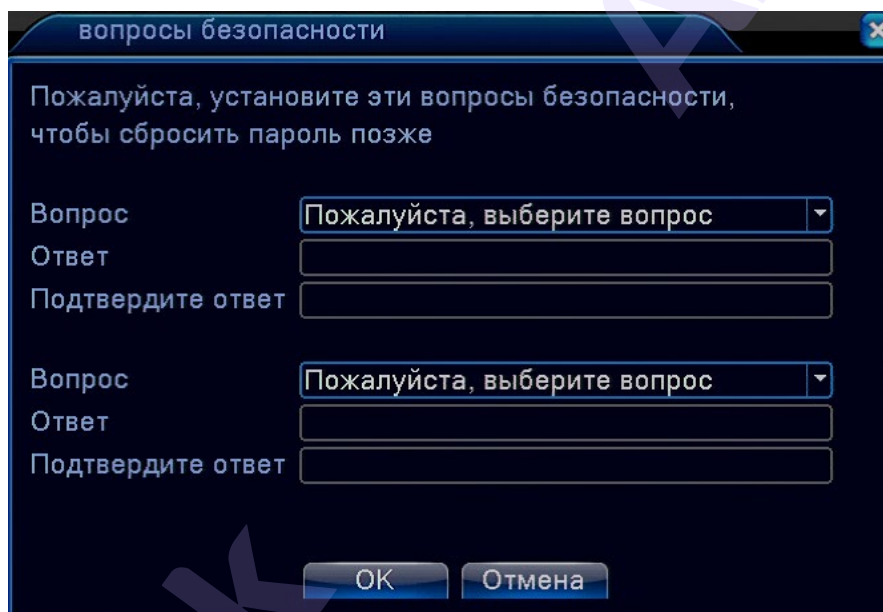 вопросы безопасности
Пожалуйста, установите эти вопросы безопасности,
чтобы сбросить пароль позже
Вопрос Пожалуйста, выберите вопрос
Ответ
Подтвердите ответ
Вопрос Пожалуйста, выберите вопрос
Ответ
Подтвердите ответ
OK Отмена